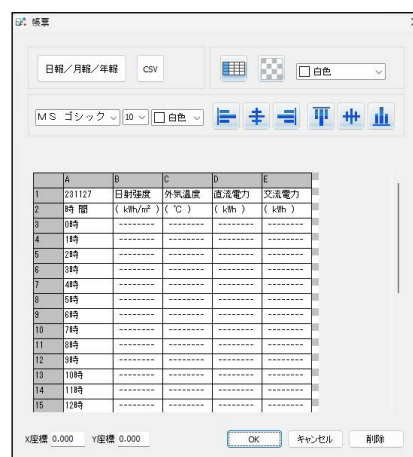 帳票
日報/月報/年報 CSV 白色
MS ゴシック 10 白色
A B C D E
1 231127 日射強度 外気温度 直流電力 交流電力
2 時 間 ( kWh/m² ) ( ℃ ) ( kWh ) ( kWh )
3 0時 -------- -------- -------- --------
4 1時 -------- -------- -------- --------
5 2時 -------- -------- -------- --------
6 3時 -------- -------- -------- --------
7 4時 -------- -------- -------- --------
8 5時 -------- -------- -------- --------
9 6時 -------- -------- -------- --------
10 7時 -------- -------- -------- --------
11 8時 -------- -------- -------- --------
12 9時 -------- -------- -------- --------
13 10時 -------- -------- -------- --------
14 11時 -------- -------- -------- --------
15 12時 -------- -------- -------- --------
X座標 0.000 Y座標 0.000 OK キャンセル 削除